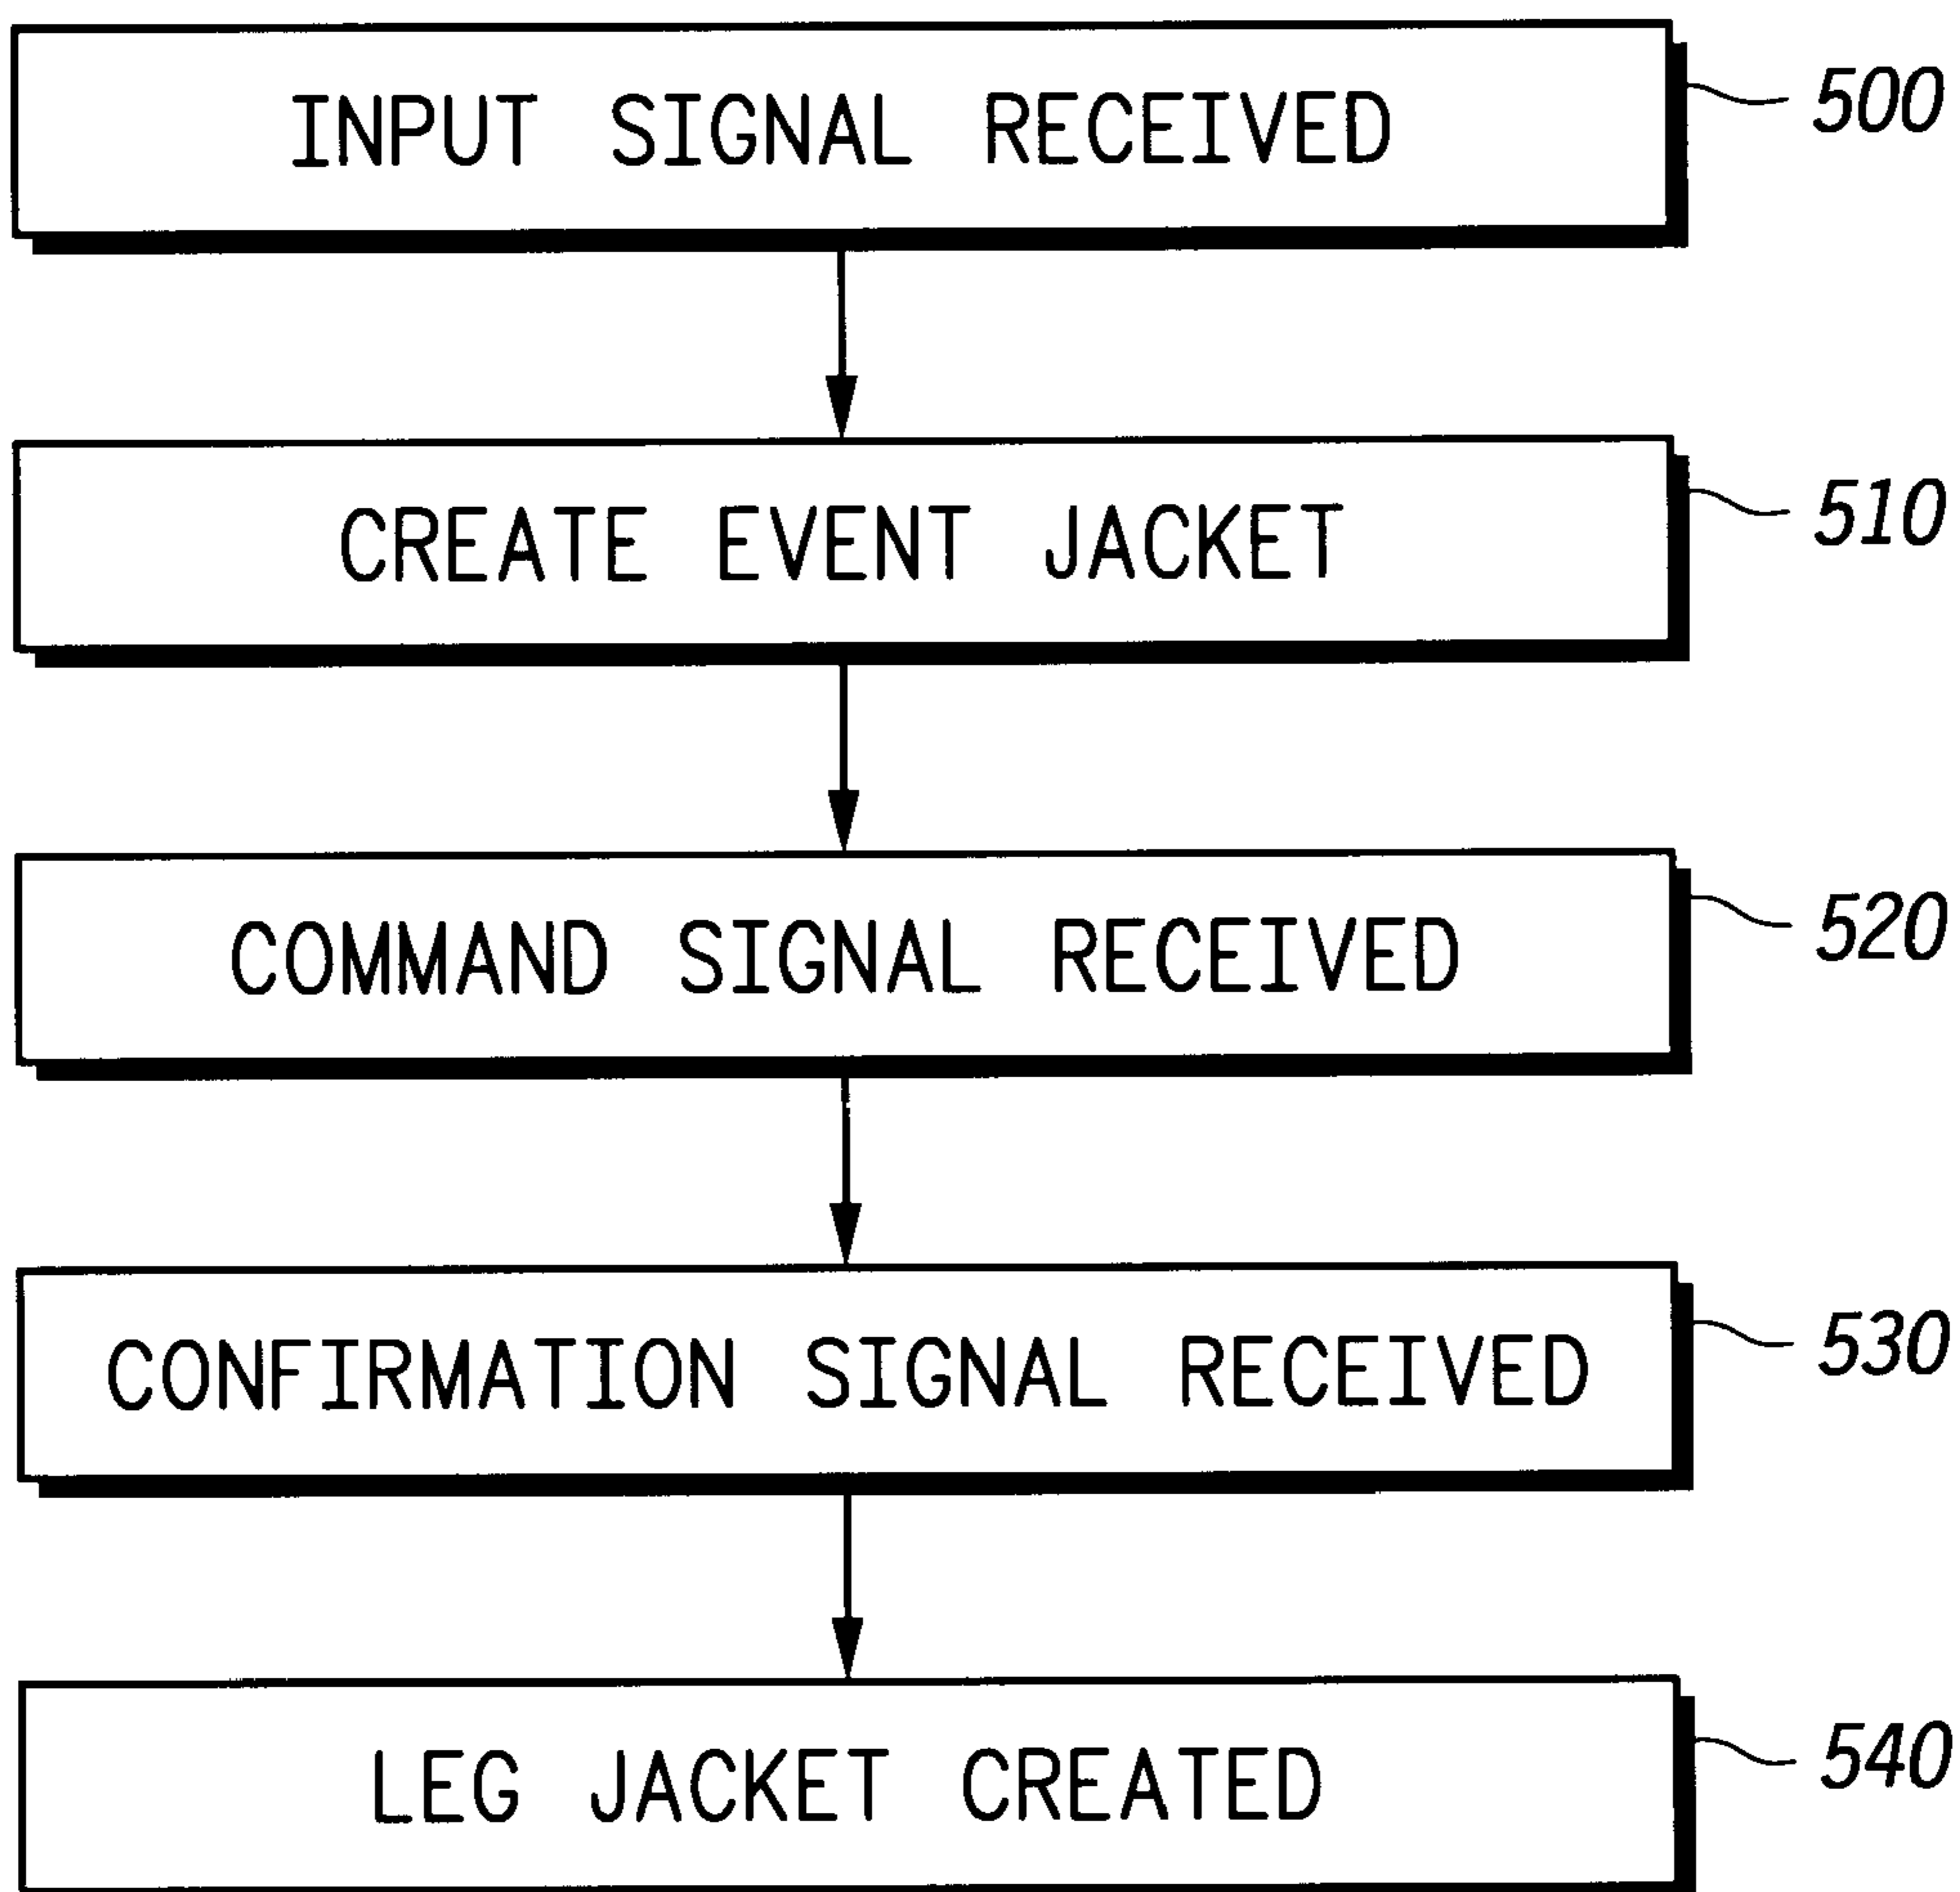 INPUT SIGNAL RECEIVED
500
CREATE EVENT JACKET
510
COMMAND SIGNAL RECEIVED
520
CONFIRMATION SIGNAL RECEIVED
530
LEG JACKET CREATED
540